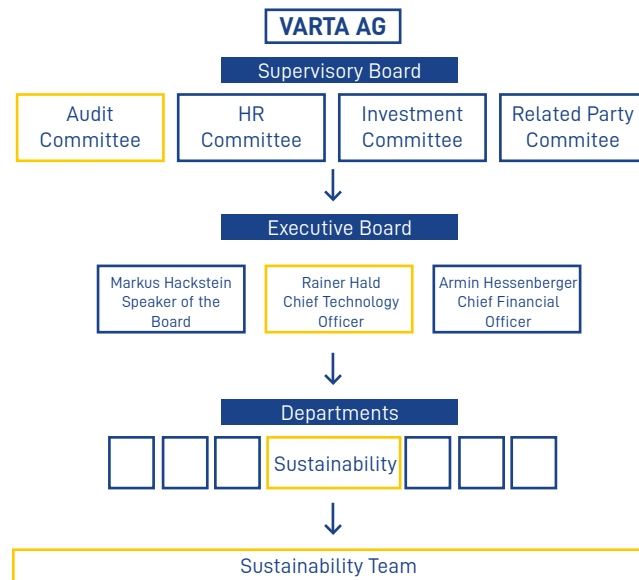 VARTA AG
Supervisory Board
Audit
Committee
HR
Committee
Investment
Committee
Related Party
Commitee
Executive Board
Markus Hackstein
Speaker of the
Board
Rainer Hald
Chief Technology
Officer
Armin Hessenberger
Chief Financial
Officer
Departments
Sustainability
Sustainability Team